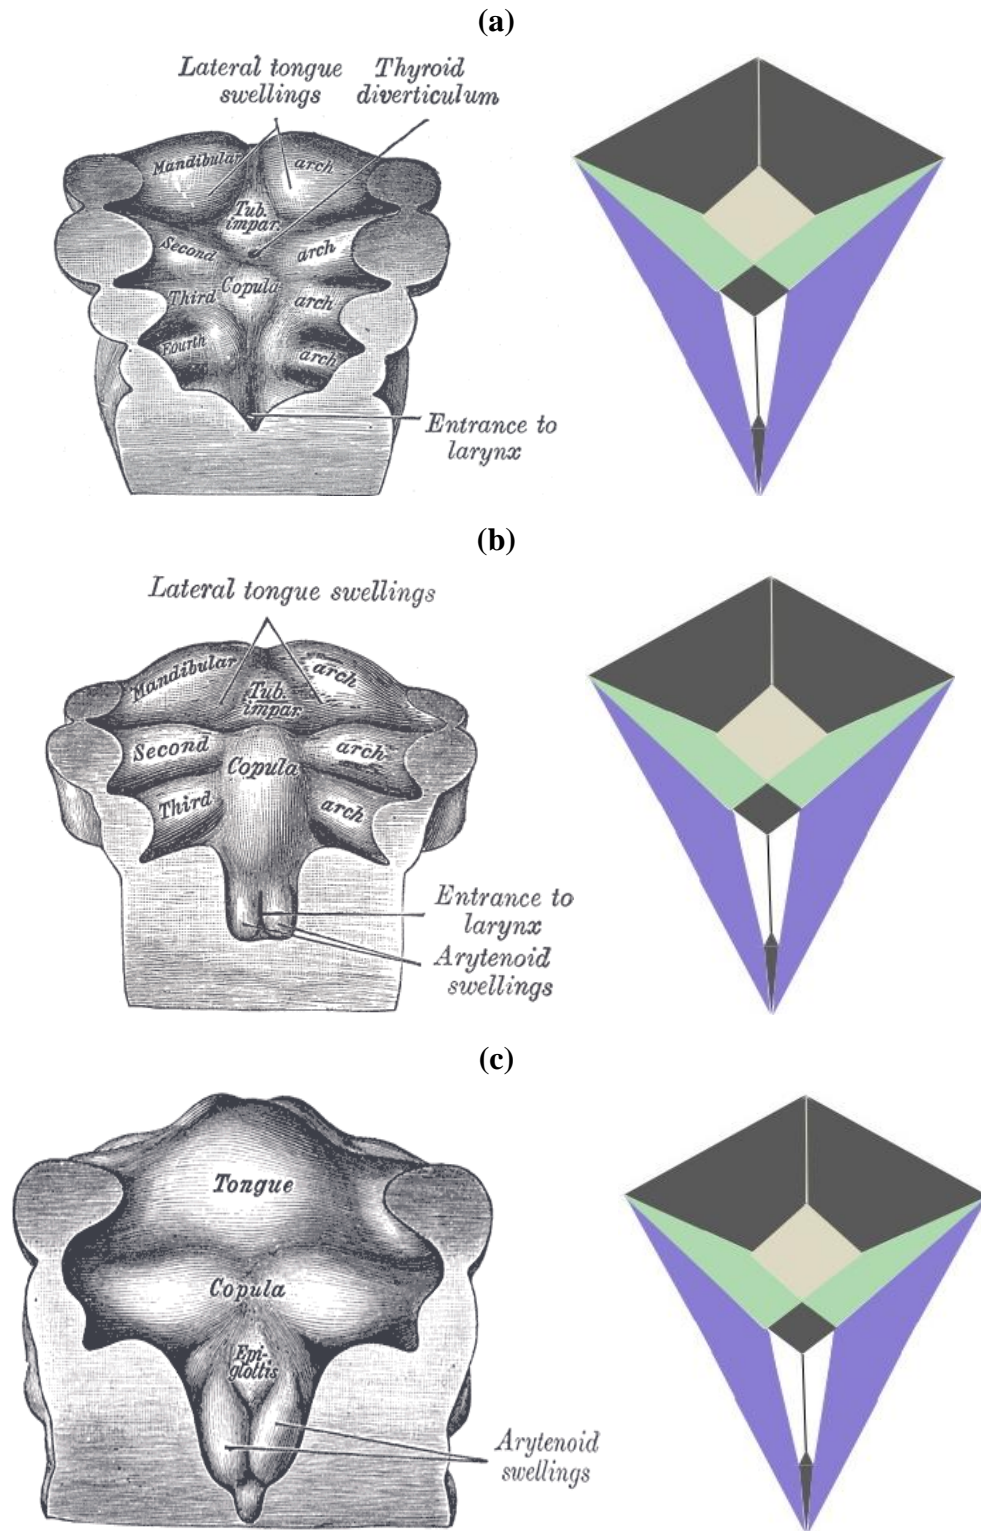 (a)
Lateral tongue
swellings
Thyroid
diverticulum
Mandibular
arch
Tub.
impar.
Second
arch
Copula
Third
arch
Fourth
arch
Entrance to
larynx
(b)
Lateral tongue swellings
Mandibular
arch
Tub.
impar.
Second
arch
Copula
Third
arch
Entrance to
larynx
Arytenoid
swellings
(c)
Tongue
Copula
Epi-
glottis
Arytenoid
swellings